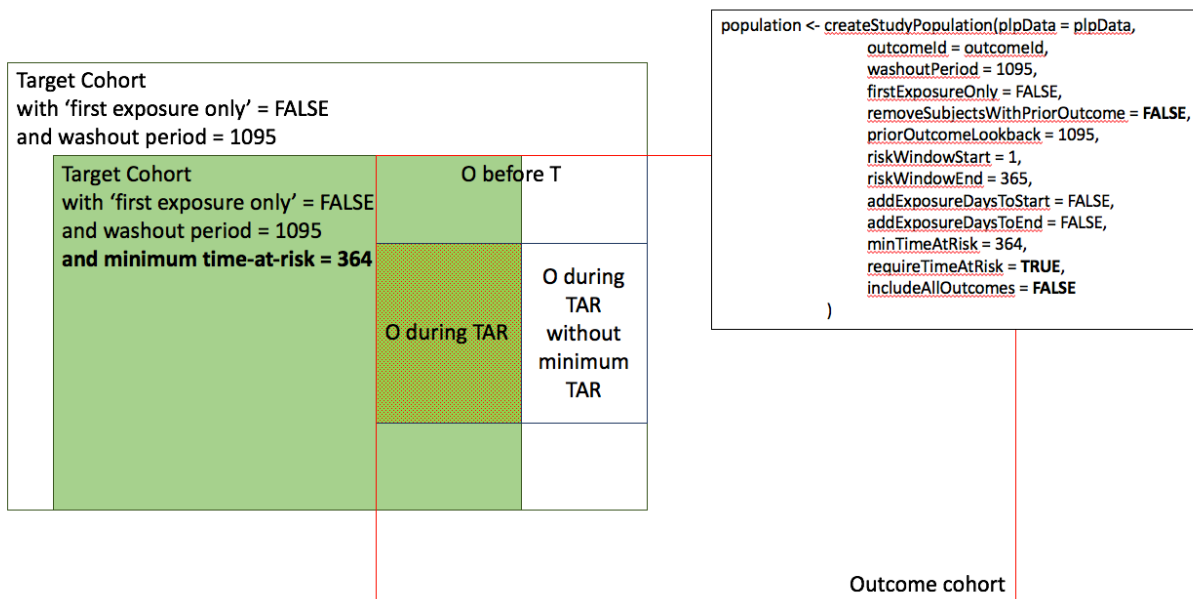 Target Cohort
with ‘first exposure only’ = FALSE
and washout period = 1095
Target Cohort
with ‘first exposure only’ = FALSE
and washout period = 1095
and minimum time-at-risk = 364
O before T
O during TAR
O during
TAR
without
minimum
TAR
population <- createStudyPopulation(plpData = plpData,
outcomeId = outcomeId,
washoutPeriod = 1095,
firstExposureOnly = FALSE,
removeSubjectsWithPriorOutcome = FALSE,
priorOutcomeLookback = 1095,
riskWindowStart = 1,
riskWindowEnd = 365,
addExposureDaysToStart = FALSE,
addExposureDaysToEnd = FALSE,
minTimeAtRisk = 364,
requireTimeAtRisk = TRUE,
includeAllOutcomes = FALSE
)
Outcome cohort